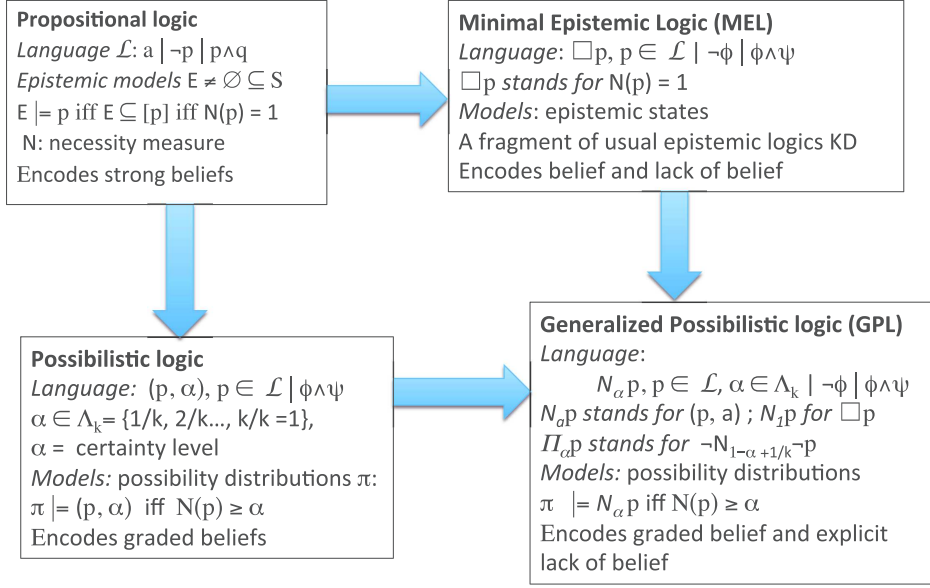 Propositional logic
Language ℒ: a | ¬p | p∧q
Epistemic models E ≠ ∅ ⊆ S
E |= p iff E ⊆ [p] iff N(p) = 1
N: necessity measure
Encodes strong beliefs
Minimal Epistemic Logic (MEL)
Language: □p, p ∈ ℒ | ¬ϕ | ϕ∧ψ
□p stands for N(p) = 1
Models: epistemic states
A fragment of usual epistemic logics KD
Encodes belief and lack of belief
Possibilistic logic
Language: (p, α), p ∈ ℒ | ϕ∧ψ
α ∈ Λₖ= {1/k, 2/k..., k/k =1},
α = certainty level
Models: possibility distributions π:
π |= (p, α) iff N(p) ≥ α
Encodes graded beliefs
Generalized Possibilistic logic (GPL)
Language:
N_α p, p ∈ ℒ, α ∈ Λₖ | ¬ϕ | ϕ∧ψ
Nₐp stands for (p, a) ; N₁p for □p
Π_α p stands for ¬N₁₋α ₊₁/ₖ¬p
Models: possibility distributions
π |= N_α p iff N(p) ≥ α
Encodes graded belief and explicit
lack of belief